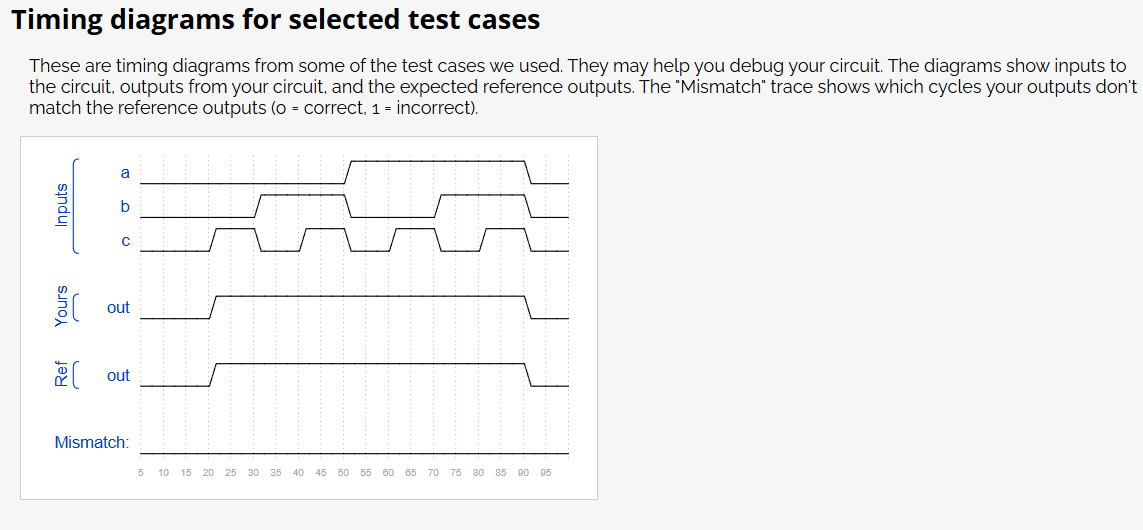 Timing diagrams for selected test cases
These are timing diagrams from some of the test cases we used. They may help you debug your circuit. The diagrams show inputs to
the circuit, outputs from your circuit, and the expected reference outputs. The "Mismatch" trace shows which cycles your outputs don't
match the reference outputs (0 = correct, 1 = incorrect).
Inputs
a
b
c
Yours
out
Ref
out
Mismatch:
5 10 15 20 25 30 35 40 45 50 55 60 65 70 75 80 85 90 95